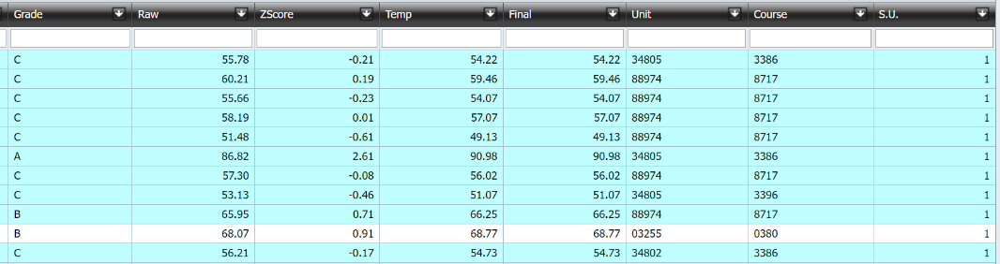 Grade Raw ZScore Temp Final Unit Course S.U.
C 55.78 -0.21 54.22 54.22 34805 3386 1
C 60.21 0.19 59.46 59.46 88974 8717 1
C 55.66 -0.23 54.07 54.07 88974 8717 1
C 58.19 0.01 57.07 57.07 88974 8717 1
C 51.48 -0.61 49.13 49.13 88974 8717 1
A 86.82 2.61 90.98 90.98 34805 3386 1
C 57.30 -0.08 56.02 56.02 88974 8717 1
C 53.13 -0.46 51.07 51.07 34805 3396 1
B 65.95 0.71 66.25 66.25 88974 8717 1
B 68.07 0.91 68.77 68.77 03255 0380 1
C 56.21 -0.17 54.73 54.73 34802 3386 1